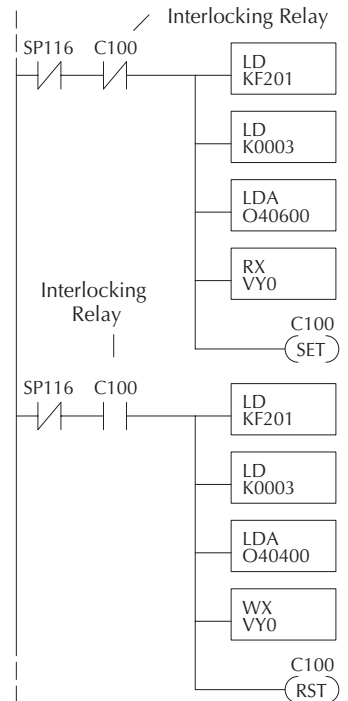 Interlocking Relay
SP116 C100
LD
KF201
LD
K0003
LDA
O40600
RX
VY0
C100
SET
Interlocking
Relay
SP116 C100
LD
KF201
LD
K0003
LDA
O40400
WX
VY0
C100
RST